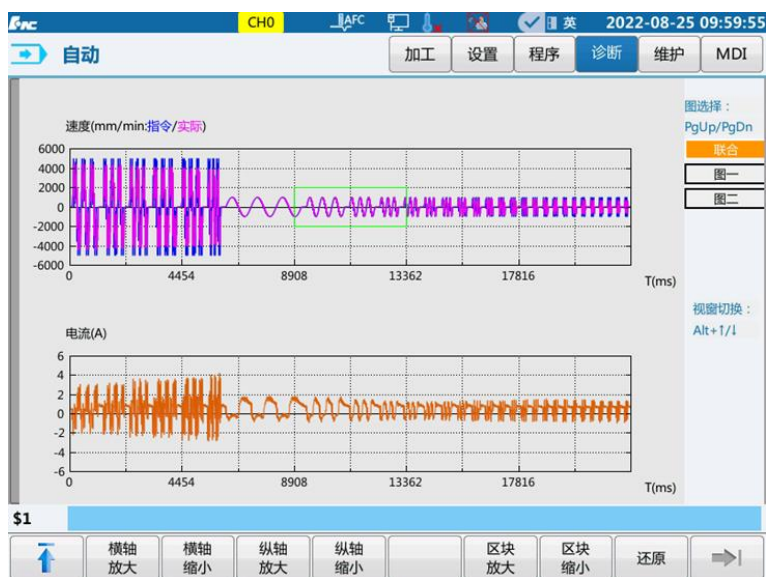 CH0 AFC 英 2022-08-25 09:59:55
自动 加工 设置 程序 诊断 维护 MDI
图选择：
PgUp/PgDn
联合
图一
图二
速度(mm/min:指令/实际)
6000
4000
2000
0
-2000
-4000
-6000
0 4454 8908 13362 17816 T(ms)
视窗切换：
Alt+↑/↓
电流(A)
6
4
2
0
-2
-4
-6
0 4454 8908 13362 17816 T(ms)
$1
横轴 横轴 纵轴 纵轴 区块 区块 还原
放大 缩小 放大 缩小 放大 缩小